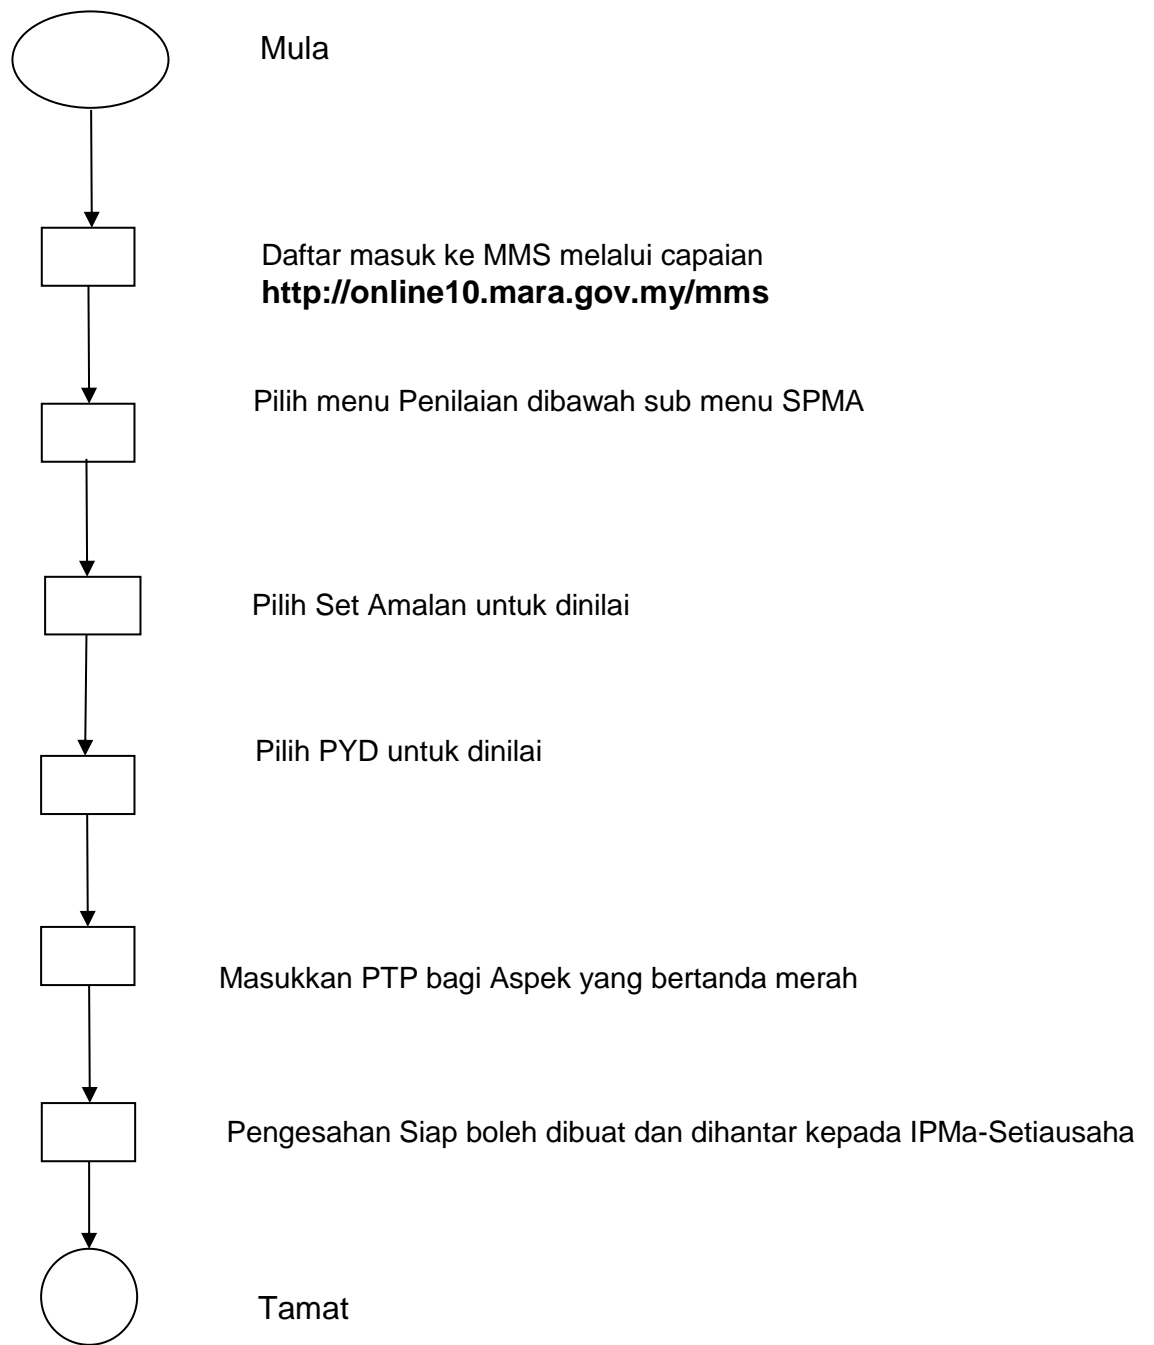 Mula
Daftar masuk ke MMS melalui capaian
http://online10.mara.gov.my/mms
Pilih menu Penilaian dibawah sub menu SPMA
Pilih Set Amalan untuk dinilai
Pilih PYD untuk dinilai
Masukkan PTP bagi Aspek yang bertanda merah
Pengesahan Siap boleh dibuat dan dihantar kepada IPMa-Setiausaha
Tamat